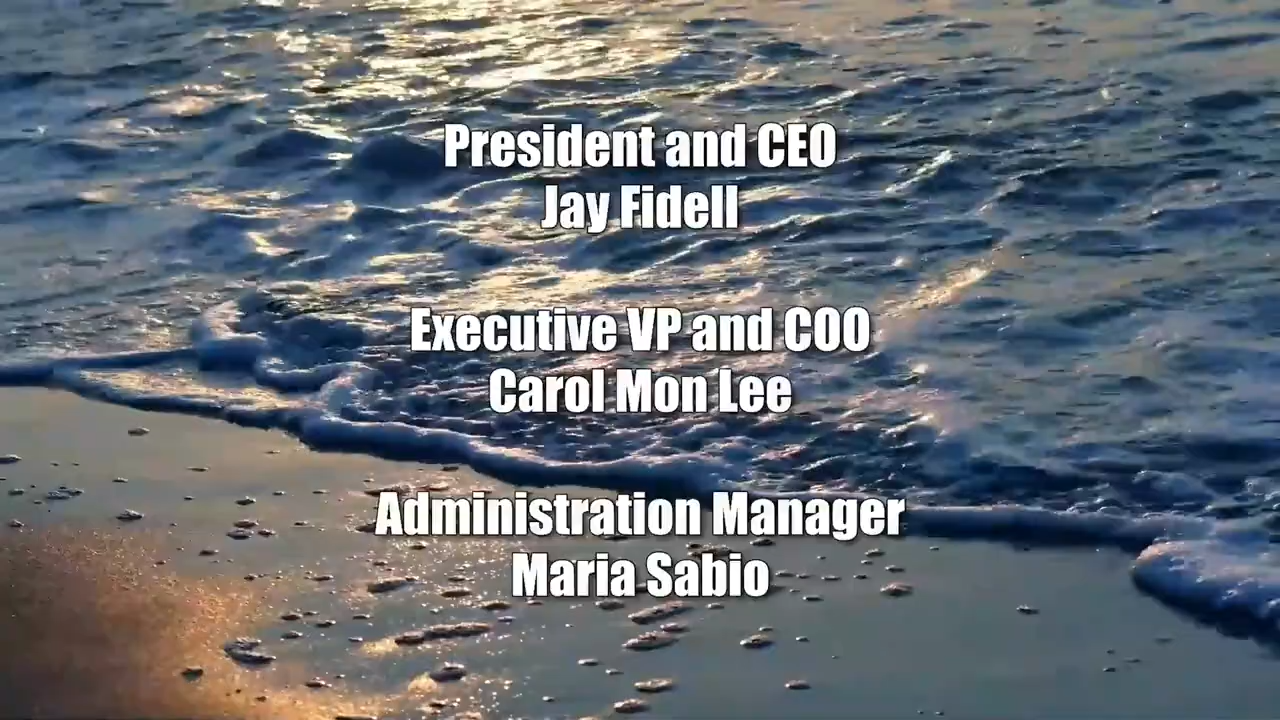 President and CEO
Jay Fidell
Executive VP and COO
Carol Mon Lee
Administration Manager
Maria Sabio